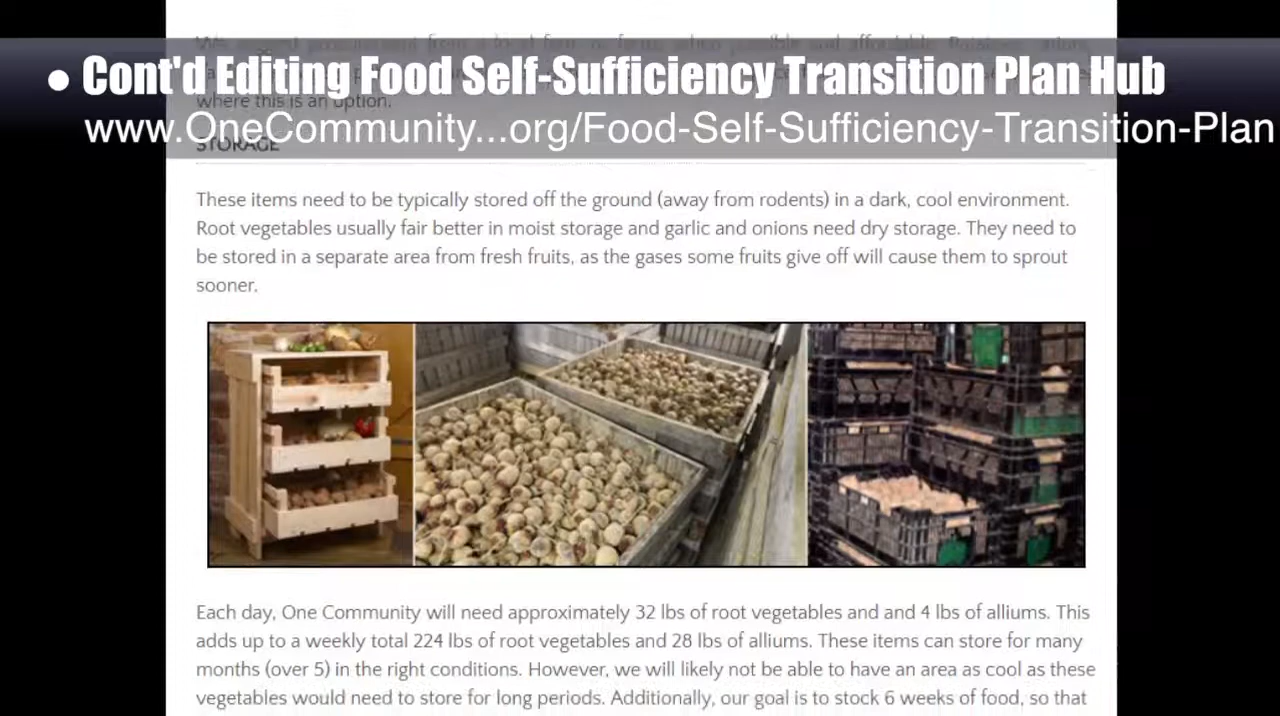 • Cont'd Editing Food Self-Sufficiency Transition Plan Hub
www.OneCommunity...org/Food-Self-Sufficiency-Transition-Plan
where this is an option.
STORAGE
These items need to be typically stored off the ground (away from rodents) in a dark, cool environment.
Root vegetables usually fair better in moist storage and garlic and onions need dry storage. They need to
be stored in a separate area from fresh fruits, as the gases some fruits give off will cause them to sprout
sooner.
Each day, One Community will need approximately 32 lbs of root vegetables and and 4 lbs of alliums. This
adds up to a weekly total 224 lbs of root vegetables and 28 lbs of alliums. These items can store for many
months (over 5) in the right conditions. However, we will likely not be able to have an area as cool as these
vegetables would need to store for long periods. Additionally, our goal is to stock 6 weeks of food, so that